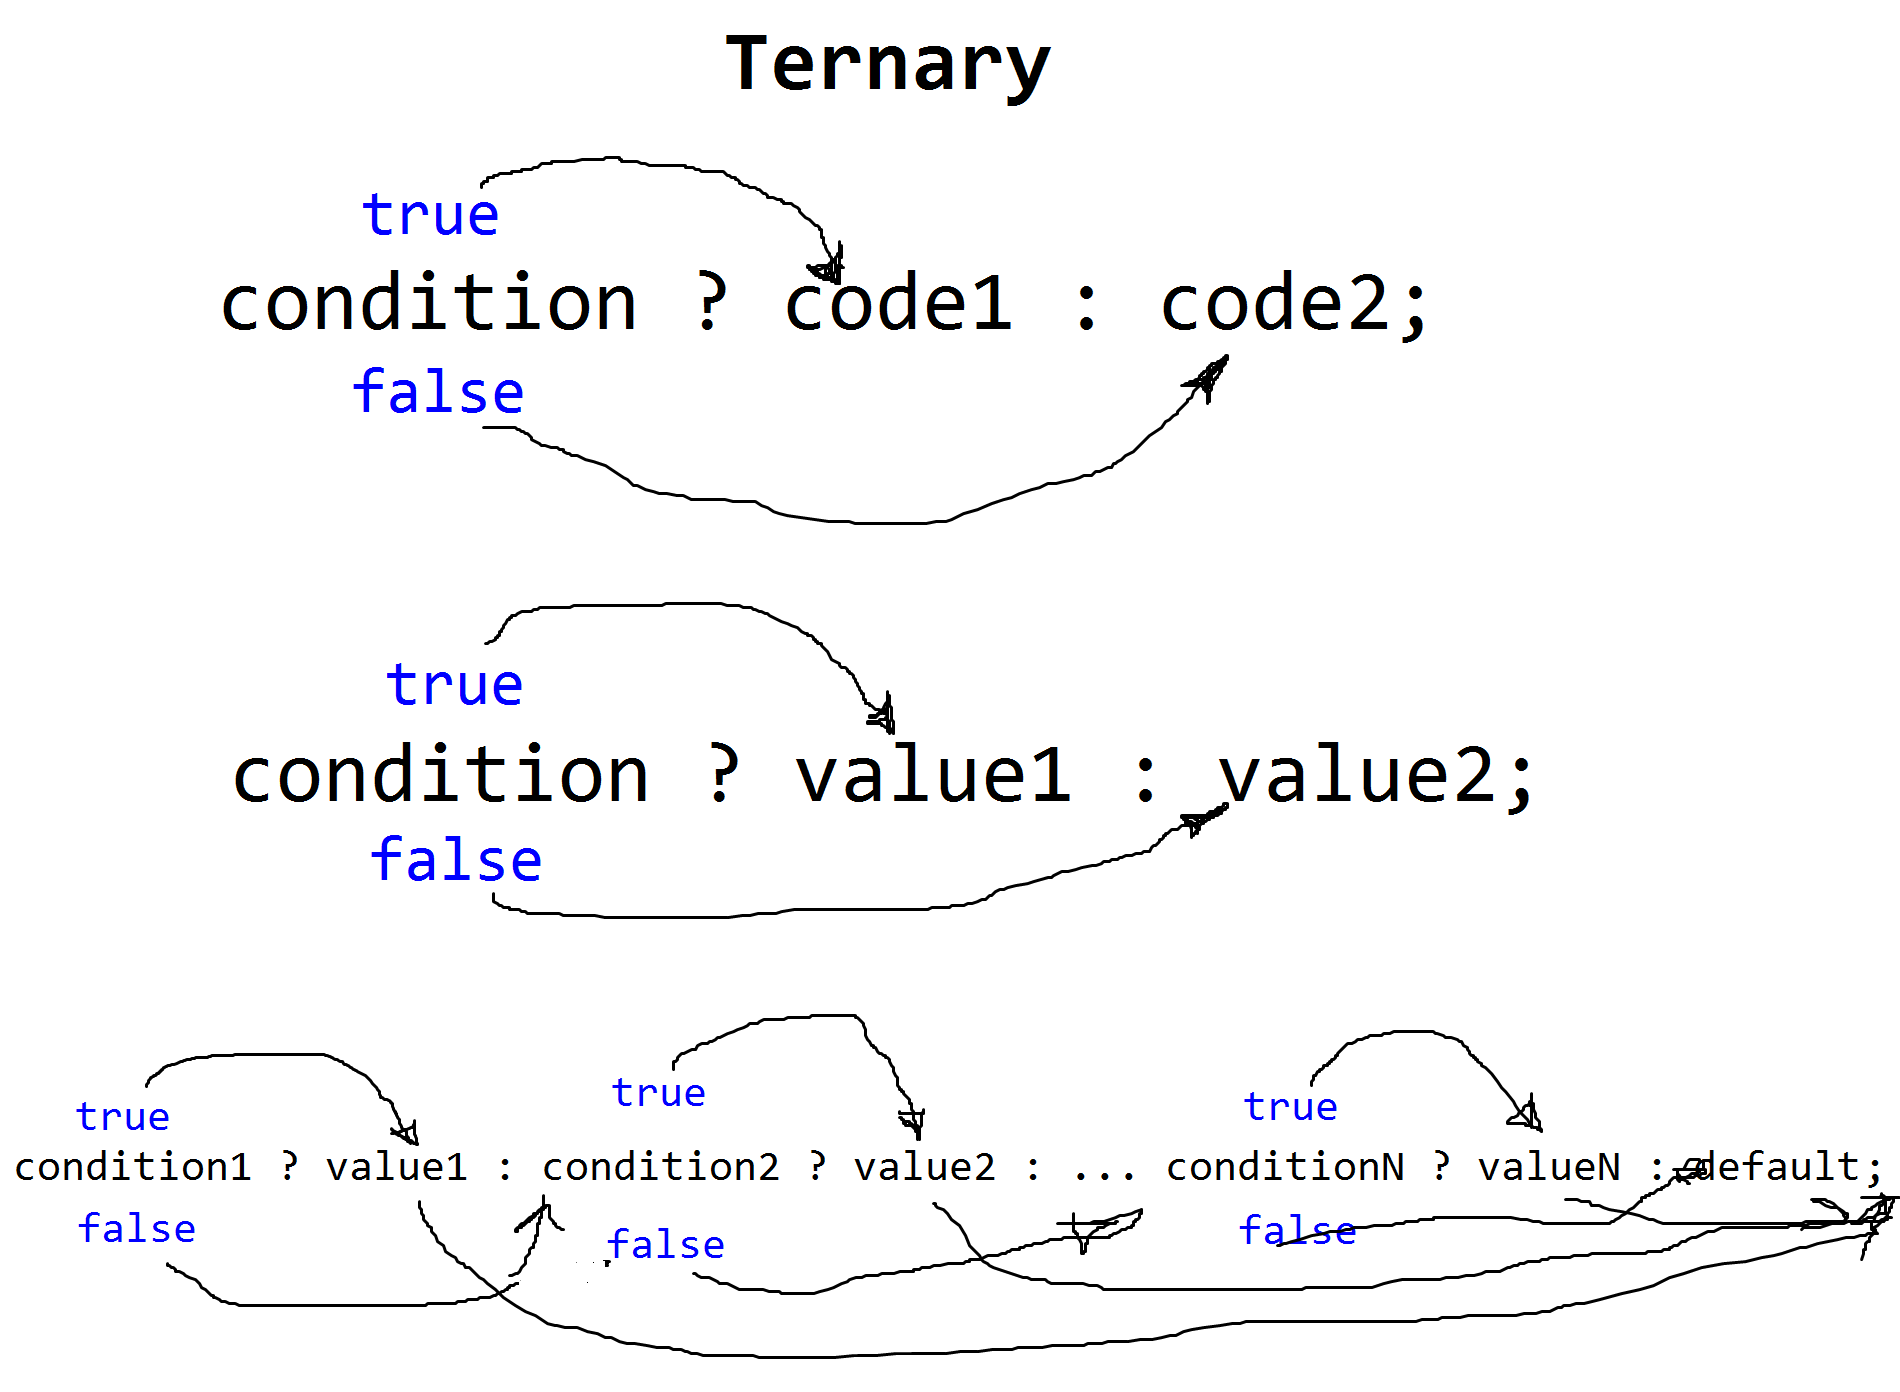 Ternary
true
condition ? code1 : code2;
false
true
condition ? value1 : value2;
false
true true true
condition1 ? value1 : condition2 ? value2 : ... conditionN ? valueN : default;
false false false